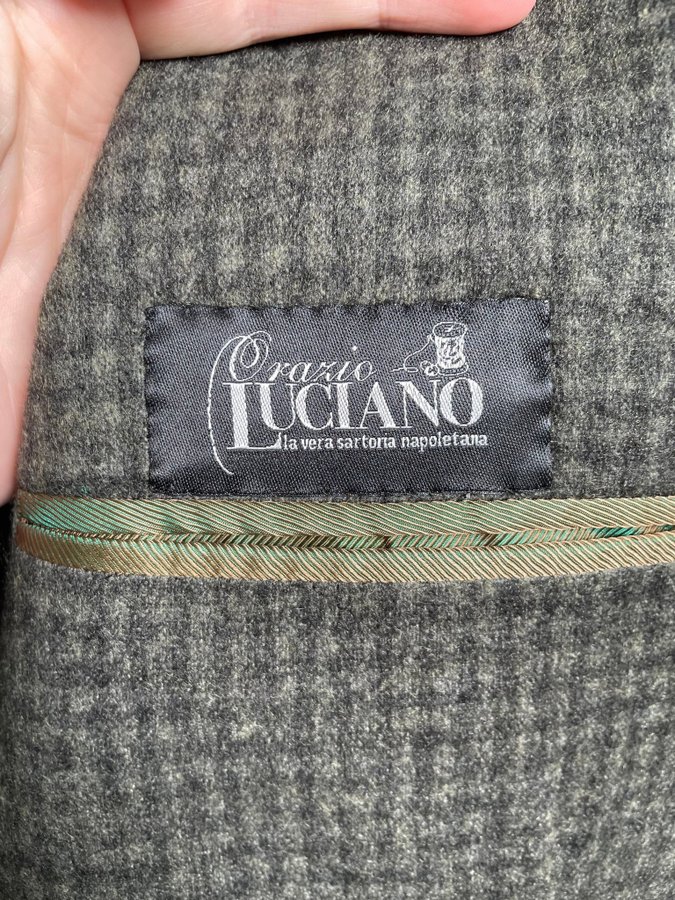 Orazio
LUCIANO
la vera sartoria napoletana